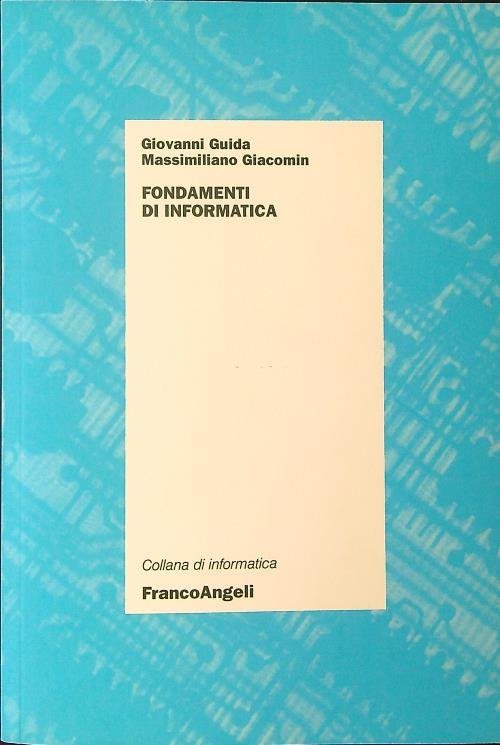 Giovanni Guida
Massimiliano Giacomin
FONDAMENTI
DI INFORMATICA
Collana di informatica
FrancoAngeli